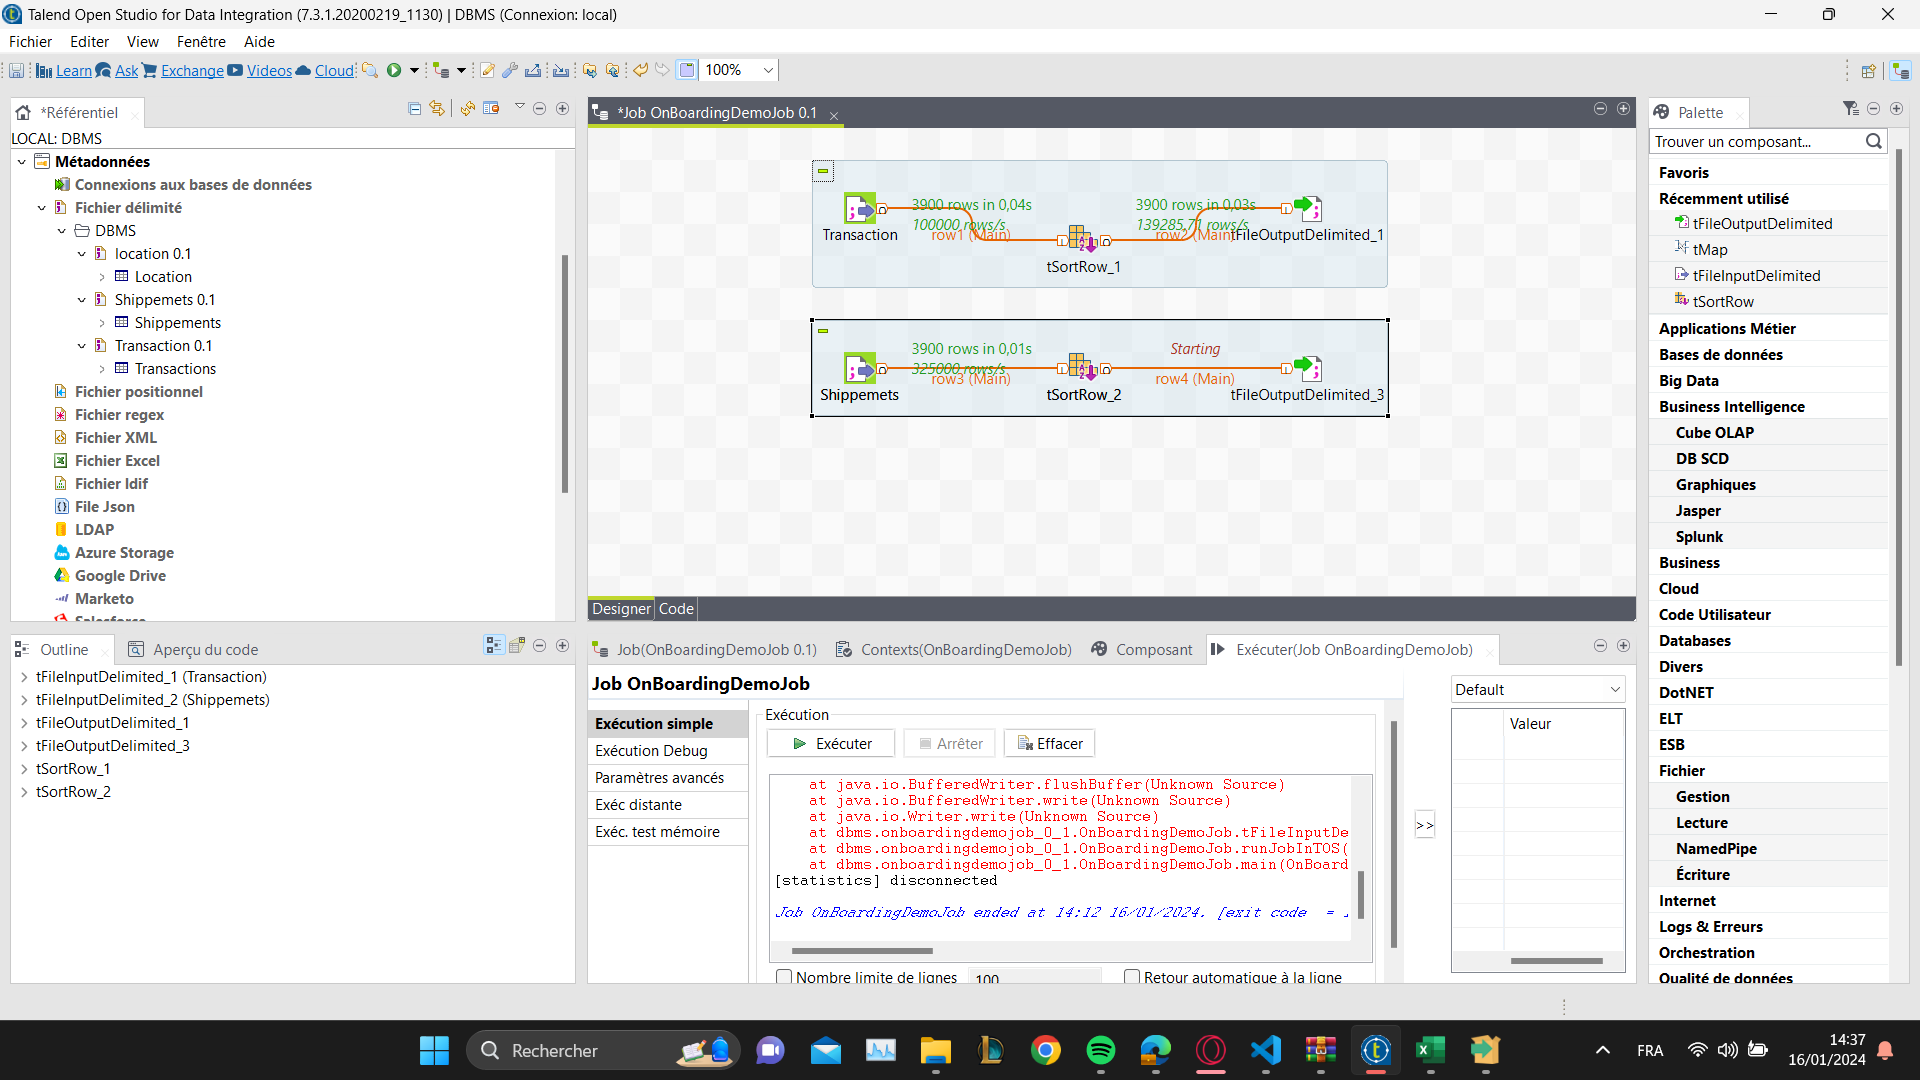 Talend Open Studio for Data Integration (7.3.1.20200219_1130) | DBMS (Connexion: local)
Fichier Editer View Fenêtre Aide
Learn Ask Exchange Videos Cloud 100%
*Référentiel
LOCAL: DBMS
Métadonnées
Connexions aux bases de données
Fichier délimité
DBMS
location 0.1
Location
Shippemets 0.1
Shippements
Transaction 0.1
Transactions
Fichier positionnel
Fichier regex
Fichier XML
Fichier Excel
Fichier ldif
File Json
LDAP
Azure Storage
Google Drive
Marketo
Salesforce
*Job OnBoardingDemoJob 0.1
3900 rows in 0,04s
100000 rows/s
row1 (Main)
3900 rows in 0,03s
139285,71 rows/s
row2 (Main)
Transaction
tSortRow_1
tFileOutputDelimited_1
3900 rows in 0,01s
325000 rows/s
row3 (Main)
Starting
row4 (Main)
Shippemets
tSortRow_2
tFileOutputDelimited_3
Designer Code
Palette
Trouver un composant...
Favoris
Récemment utilisé
tFileOutputDelimited
tMap
tFileInputDelimited
tSortRow
Applications Métier
Bases de données
Big Data
Business Intelligence
Cube OLAP
DB SCD
Graphiques
Jasper
Splunk
Business
Cloud
Code Utilisateur
Databases
Divers
DotNET
ELT
ESB
Fichier
Gestion
Lecture
NamedPipe
Écriture
Internet
Logs & Erreurs
Orchestration
Qualité de données
Outline Aperçu du code
tFileInputDelimited_1 (Transaction)
tFileInputDelimited_2 (Shippemets)
tFileOutputDelimited_1
tFileOutputDelimited_3
tSortRow_1
tSortRow_2
Job(OnBoardingDemoJob 0.1) Contexts(OnBoardingDemoJob) Composant Exécuter(Job OnBoardingDemoJob)
Job OnBoardingDemoJob
Exécution simple
Exécution Debug
Paramètres avancés
Exéc distante
Exéc. test mémoire
Exécution
Exécuter Arrêter Effacer
at java.io.BufferedWriter.flushBuffer(Unknown Source)
at java.io.BufferedWriter.write(Unknown Source)
at java.io.Writer.write(Unknown Source)
at dbms.onboardingdemojob_0_1.OnBoardingDemoJob.tFileInputDe
at dbms.onboardingdemojob_0_1.OnBoardingDemoJob.runJobInTOS(
at dbms.onboardingdemojob_0_1.OnBoardingDemoJob.main(OnBoard
[statistics] disconnected
Job OnBoardingDemoJob ended at 14:12 16/01/2024. [exit code =
Nombre limite de lignes 100 Retour automatique à la ligne
>>
Default
Valeur
Rechercher
FRA
14:37
16/01/2024